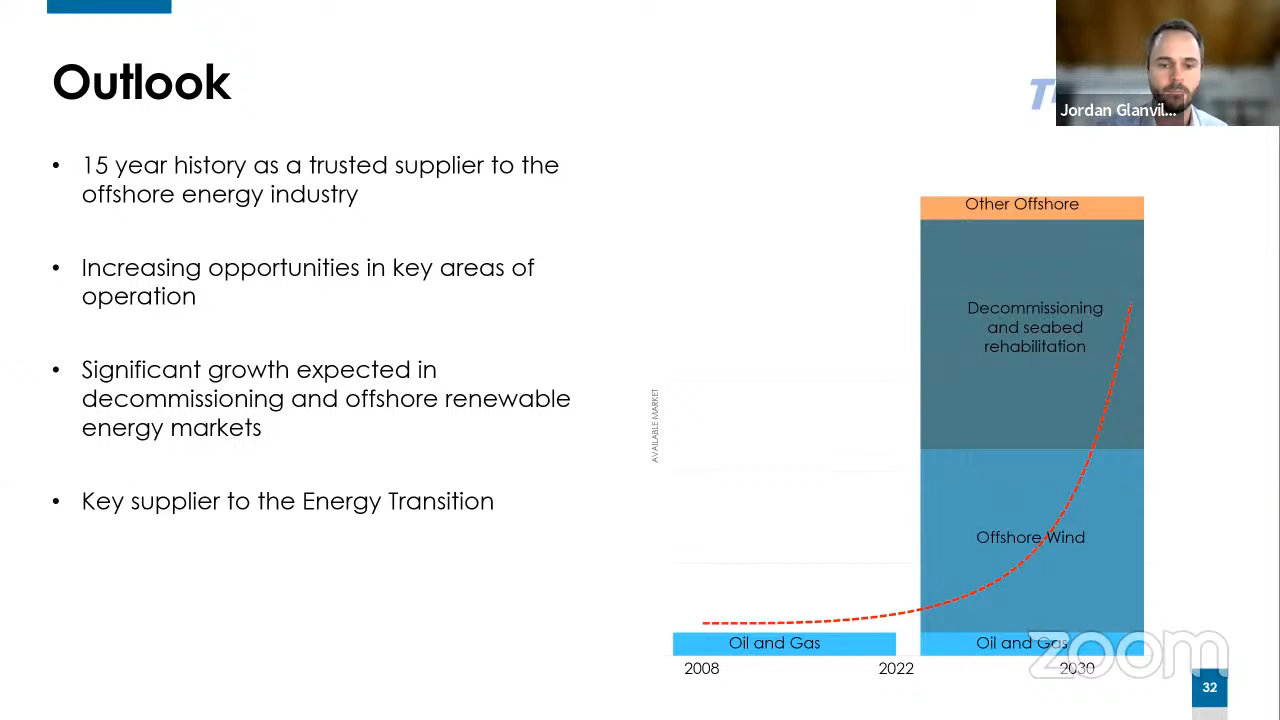 Outlook
Jordan Glanvil...
• 15 year history as a trusted supplier to the
offshore energy industry
• Increasing opportunities in key areas of
operation
• Significant growth expected in
decommissioning and offshore renewable
energy markets
• Key supplier to the Energy Transition
AVAILABLE MARKET
Other Offshore
Decommissioning
and seabed
rehabilitation
Offshore Wind
Oil and Gas
Oil and Gas
2008
2022
2030
zoom
32